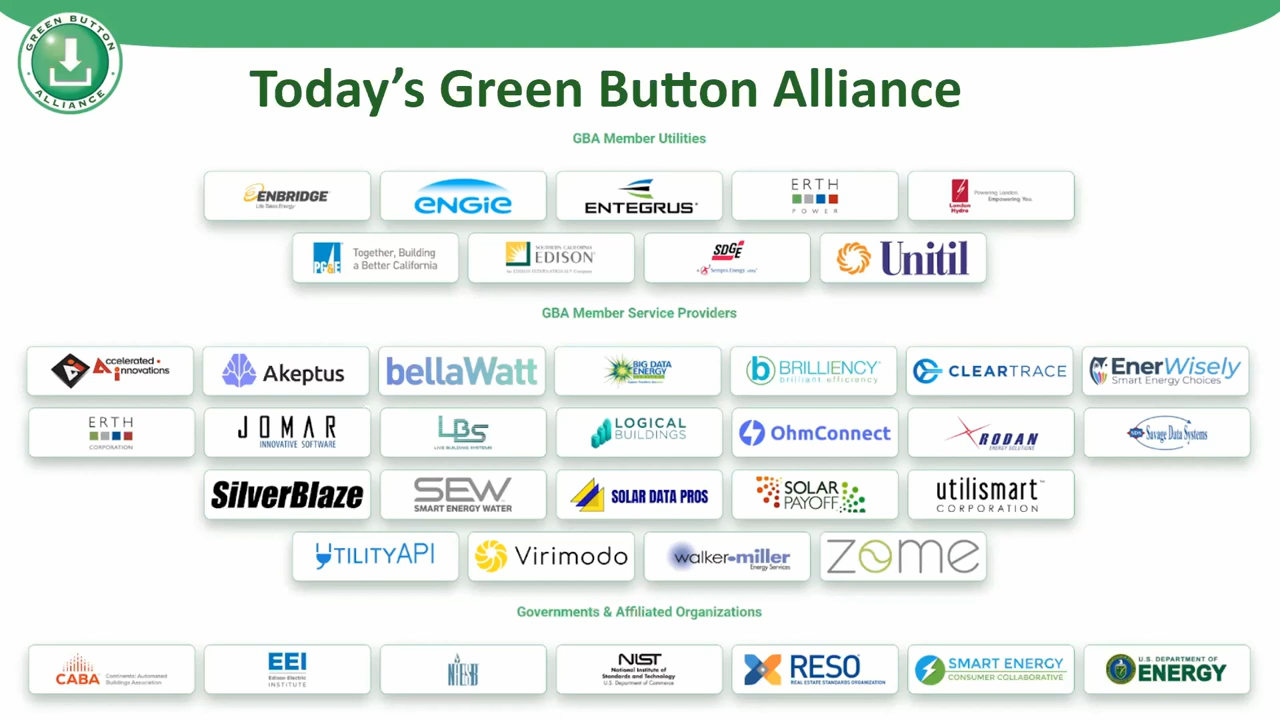 GREEN BUTTON
ALLIANCE
Today's Green Button Alliance
GBA Member Utilities
ENBRIDGE
Life Takes Energy
ENGIE
ENTEGRUS
ERTH
POWER
London
Hydro
Powering London.
Empowering You.
PG&E
Together, Building
a Better California
SOUTHERN CALIFORNIA
EDISON
An EDISON INTERNATIONAL Company
SDGE
A Sempra Energy utility
Unitil
GBA Member Service Providers
Accelerated
innovations
Akeptus
bellaWatt
BIG DATA
ENERGY
BRILLIENCY
brilliant efficiency
CLEARTRACE
EnerWisely
Smart Energy Choices
ERTH
CORPORATION
JOMAR
INNOVATIVE SOFTWARE
LBS
LIVE BUILDING SYSTEMS
LOGICAL
BUILDINGS
OhmConnect
RODAN
ENERGY SOLUTIONS
SDS
Savage Data Systems
SilverBlaze
SEW
SMART ENERGY WATER
SOLAR DATA PROS
SOLAR
PAYOFF
utilismart
CORPORATION
UTILITYAPI
Virimodo
walker-miller
Energy Services
zome
Governments & Affiliated Organizations
CABA
Continental Automated
Buildings Association
EEI
Edison Electric
INSTITUTE
NAESB
NIST
National Institute of
Standards and Technology
U.S. Department of Commerce
RESO
REAL ESTATE STANDARDS ORGANIZATION
SMART ENERGY
CONSUMER COLLABORATIVE
U.S. DEPARTMENT OF
ENERGY